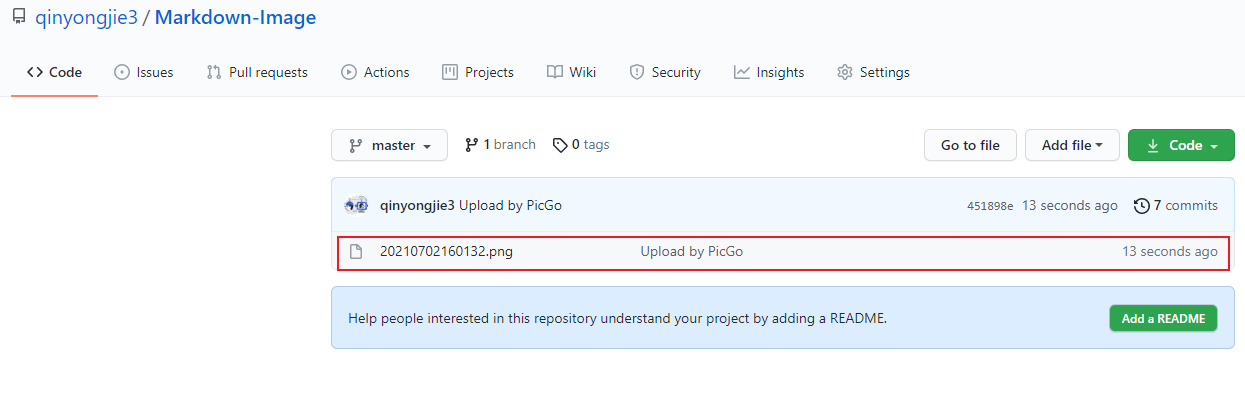 qinyongjie3 / Markdown-Image
Code Issues Pull requests Actions Projects Wiki Security Insights Settings
master 1 branch 0 tags Go to file Add file Code
qinyongjie3 Upload by PicGo 451898e 13 seconds ago 7 commits
20210702160132.png Upload by PicGo 13 seconds ago
Help people interested in this repository understand your project by adding a README. Add a README